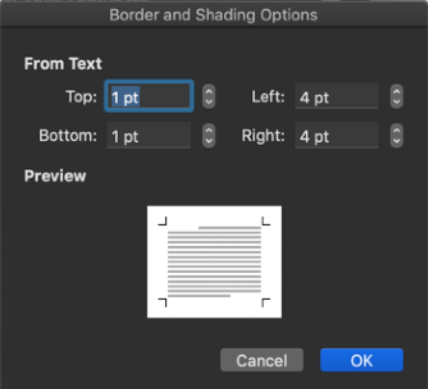 Border and Shading Options
From Text
Top: 1 pt Left: 4 pt
Bottom: 1 pt Right: 4 pt
Preview
Cancel OK